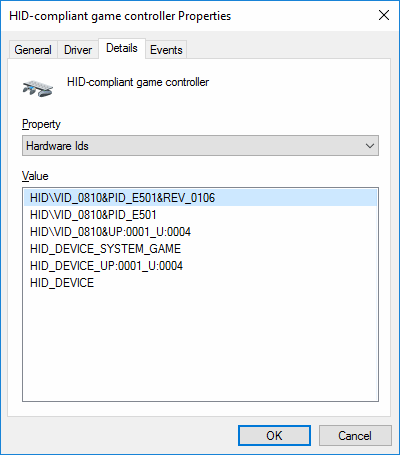 HID-compliant game controller Properties
General Driver Details Events
HID-compliant game controller
Property
Hardware Ids
Value
HID\VID_0810&PID_E501&REV_0106
HID\VID_0810&PID_E501
HID\VID_0810&UP:0001_U:0004
HID_DEVICE_SYSTEM_GAME
HID_DEVICE_UP:0001_U:0004
HID_DEVICE
OK Cancel